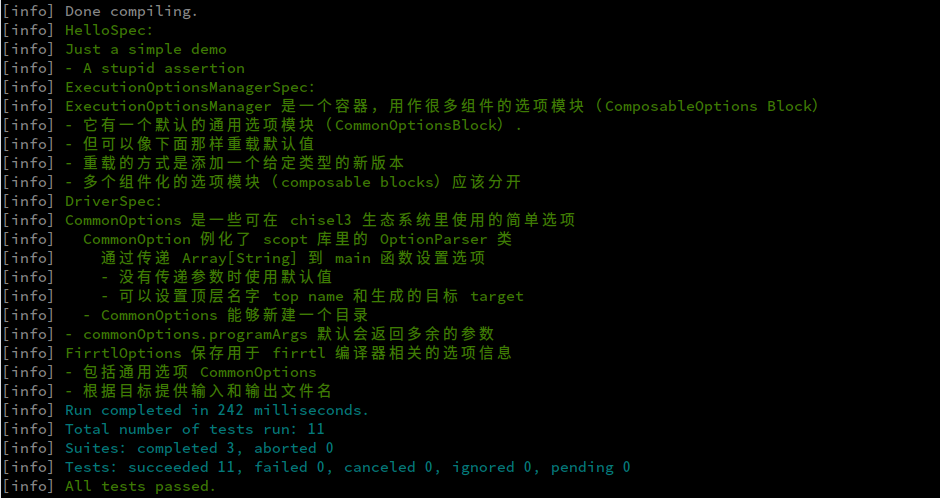 [info] Done compiling.
[info] HelloSpec:
[info] Just a simple demo
[info] - A stupid assertion
[info] ExecutionOptionsManagerSpec:
[info] ExecutionOptionsManager 是一个容器，用作很多组件的选项模块（ComposableOptions Block）
[info] - 它有一个默认的通用选项模块（CommonOptionsBlock）.
[info] - 但可以像下面那样重载默认值
[info] - 重载的方式是添加一个给定类型的新版本
[info] - 多个组件化的选项模块（composable blocks）应该分开
[info] DriverSpec:
[info] CommonOptions 是一些可在 chisel3 生态系统里使用的简单选项
[info]   CommonOption 例化了 scopt 库里的 OptionParser 类
[info]     通过传递 Array[String] 到 main 函数设置选项
[info]     - 没有传递参数时使用默认值
[info]     - 可以设置顶层名字 top name 和生成的目标 target
[info]   - CommonOptions 能够新建一个目录
[info] - commonOptions.programArgs 默认会返回多余的参数
[info] FirrtlOptions 保存用于 firrtl 编译器相关的选项信息
[info] - 包括通用选项 CommonOptions
[info] - 根据目标提供输入和输出文件名
[info] Run completed in 242 milliseconds.
[info] Total number of tests run: 11
[info] Suites: completed 3, aborted 0
[info] Tests: succeeded 11, failed 0, canceled 0, ignored 0, pending 0
[info] All tests passed.